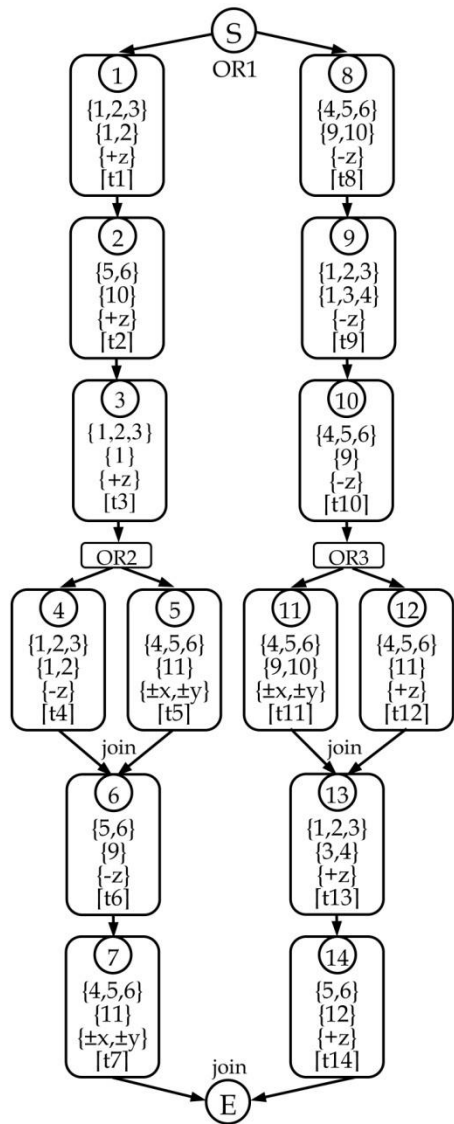 S
OR1
1
{1,2,3}
{1,2}
{+z}
[t1]
8
{4,5,6}
{9,10}
{-z}
[t8]
2
{5,6}
{10}
{+z}
[t2]
9
{1,2,3}
{1,3,4}
{-z}
[t9]
3
{1,2,3}
{1}
{+z}
[t3]
10
{4,5,6}
{9}
{-z}
[t10]
OR2
OR3
4
{1,2,3}
{1,2}
{-z}
[t4]
5
{4,5,6}
{11}
{±x,±y}
[t5]
11
{4,5,6}
{9,10}
{±x,±y}
[t11]
12
{4,5,6}
{11}
{+z}
[t12]
join
join
6
{5,6}
{9}
{-z}
[t6]
13
{1,2,3}
{3,4}
{+z}
[t13]
7
{4,5,6}
{11}
{±x,±y}
[t7]
14
{5,6}
{12}
{+z}
[t14]
join
E